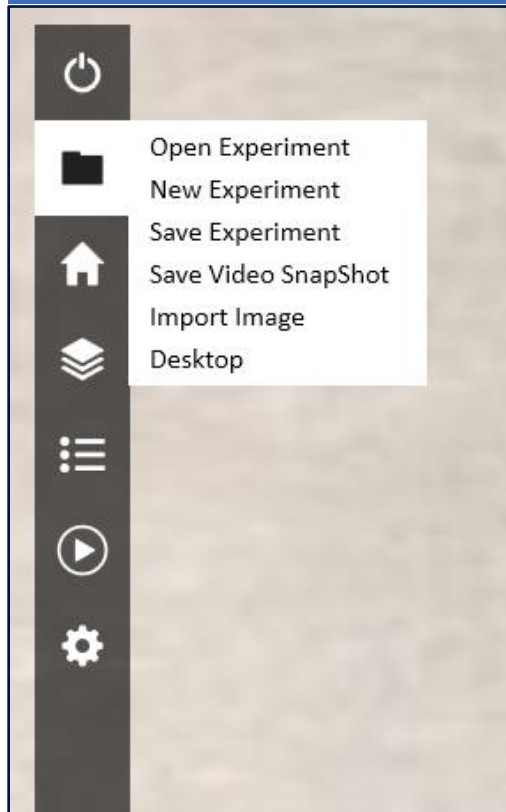 Open Experiment
New Experiment
Save Experiment
Save Video SnapShot
Import Image
Desktop